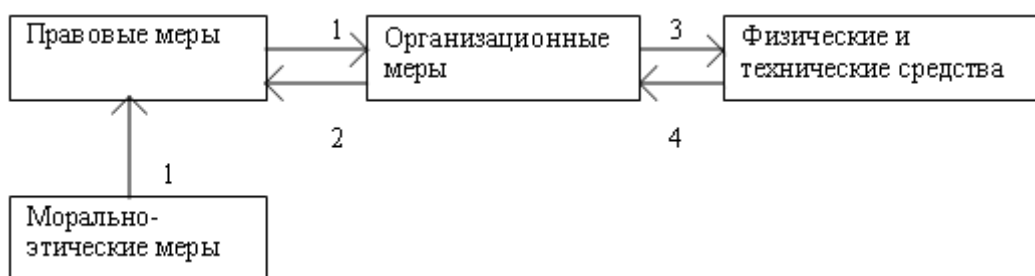 Правовые меры
1
Организационные
меры
3
Физические и
технические средства
2
4
1
Морально-
этические меры